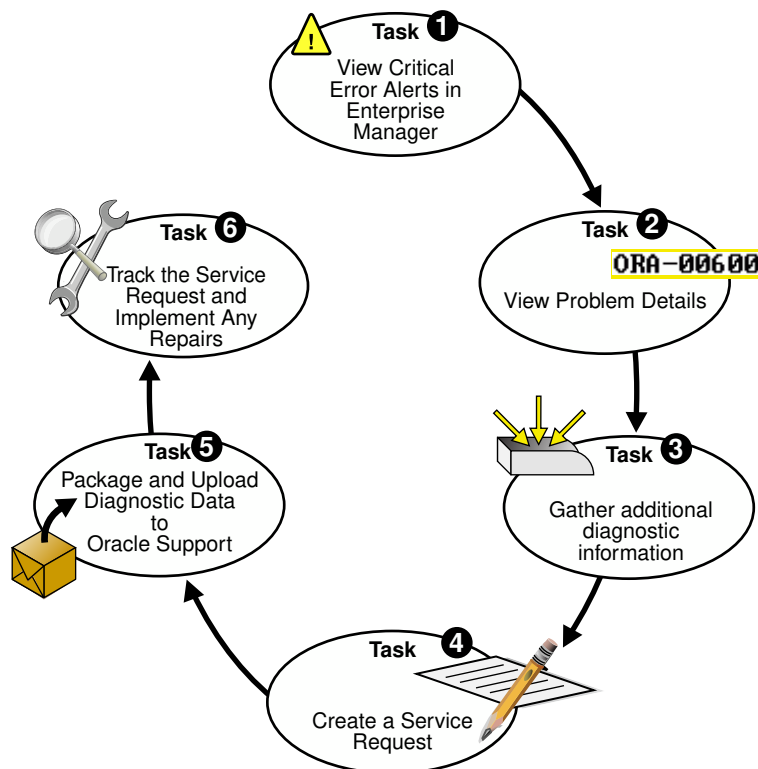 Task 1
View Critical
Error Alerts in
Enterprise
Manager
Task 2
ORA-00600
View Problem Details
Task 3
Gather additional
diagnostic
information
Task 4
Create a Service
Request
Task 5
Package and Upload
Diagnostic Data
to
Oracle Support
Task 6
Track the Service
Request and
Implement Any
Repairs